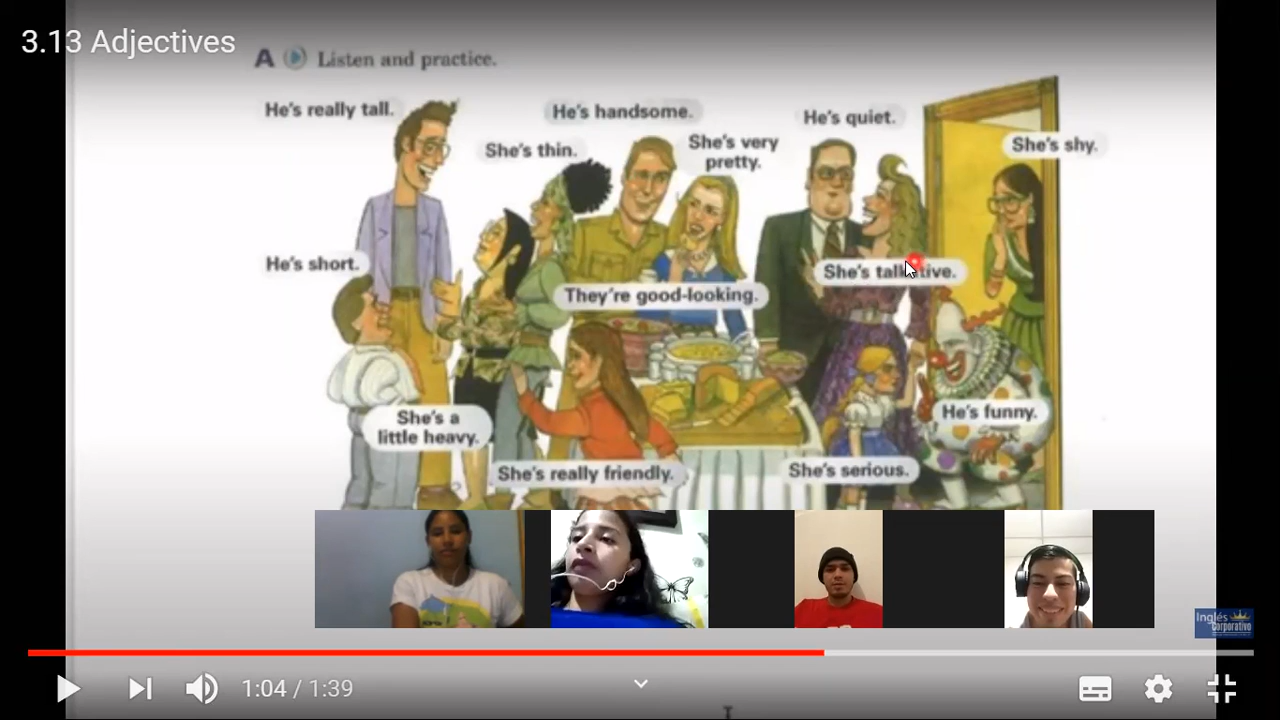 3.13 Adjectives
A Listen and practice.
He's really tall.
He's handsome.
He's quiet.
She's thin.
She's very
pretty.
She's shy.
He's short.
She's talkative.
They're good-looking.
She's a
little heavy.
He's funny.
She's really friendly.
She's serious.
Inglés
Corporativo
1:04 / 1:39